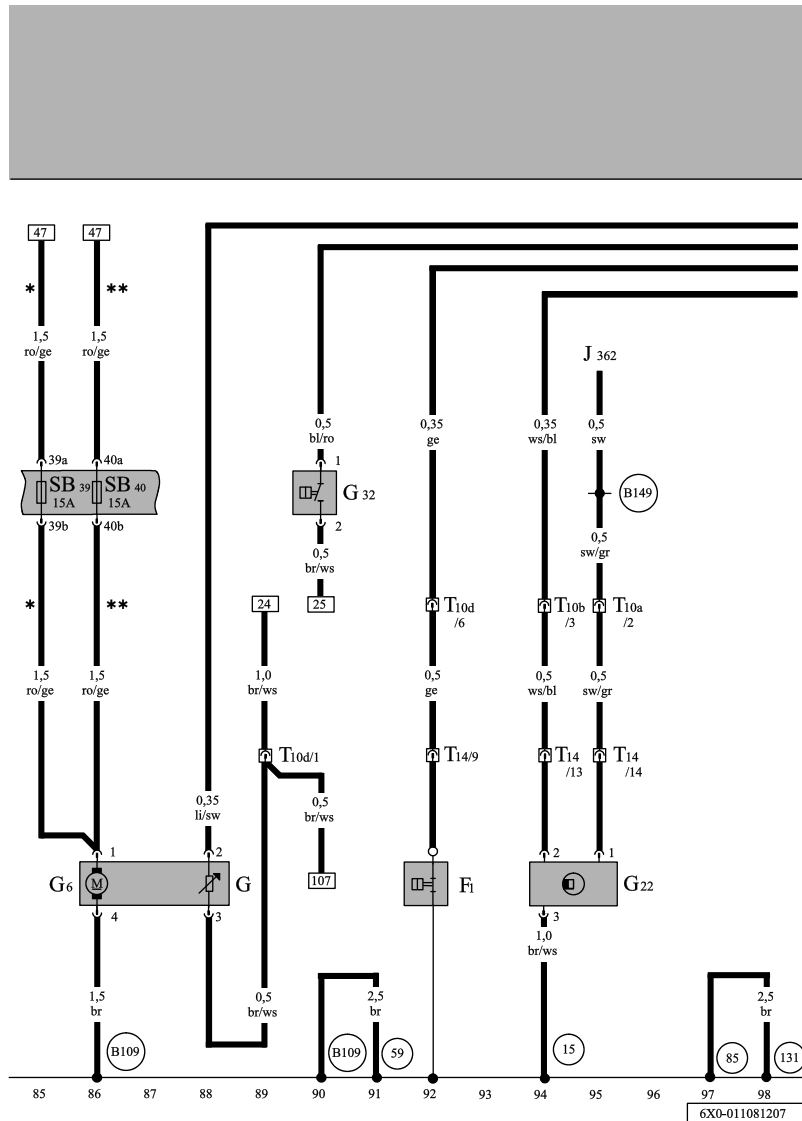 47 47
* **
1,5 1,5
ro/ge ro/ge
J 362
0,5 0,35 0,35 0,5
bl/ro ge ws/bl sw
39a 40a 1
SB 39 SB 40 G 32 B149
15A 15A
39b 40b 2
0,5 0,5
br/ws sw/gr
* ** 24 25 T10d T10b T10a
/6 /3 /2
1,5 1,5 1,0 0,5 0,5 0,5
ro/ge ro/ge br/ws ge ws/bl sw/gr
T10d/1 T14/9 T14 T14
/13 /14
0,35 0,5
li/sw br/ws
1 2 2 1
G6 M G 107 F1 G22
4 3 3
1,0
br/ws
1,5 0,5 2,5 2,5
br br/ws br br
B109 B109 59 15 85 131
85 86 87 88 89 90 91 92 93 94 95 96 97 98
6X0-011081207